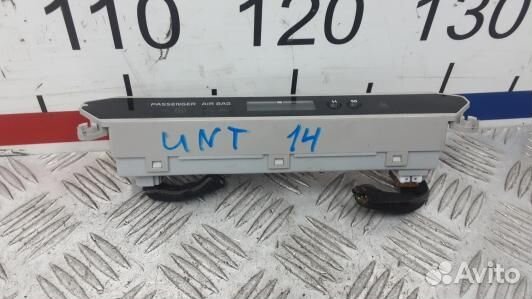 110 120 130
PASSENGER AIR BAG
UNT 14
Avito